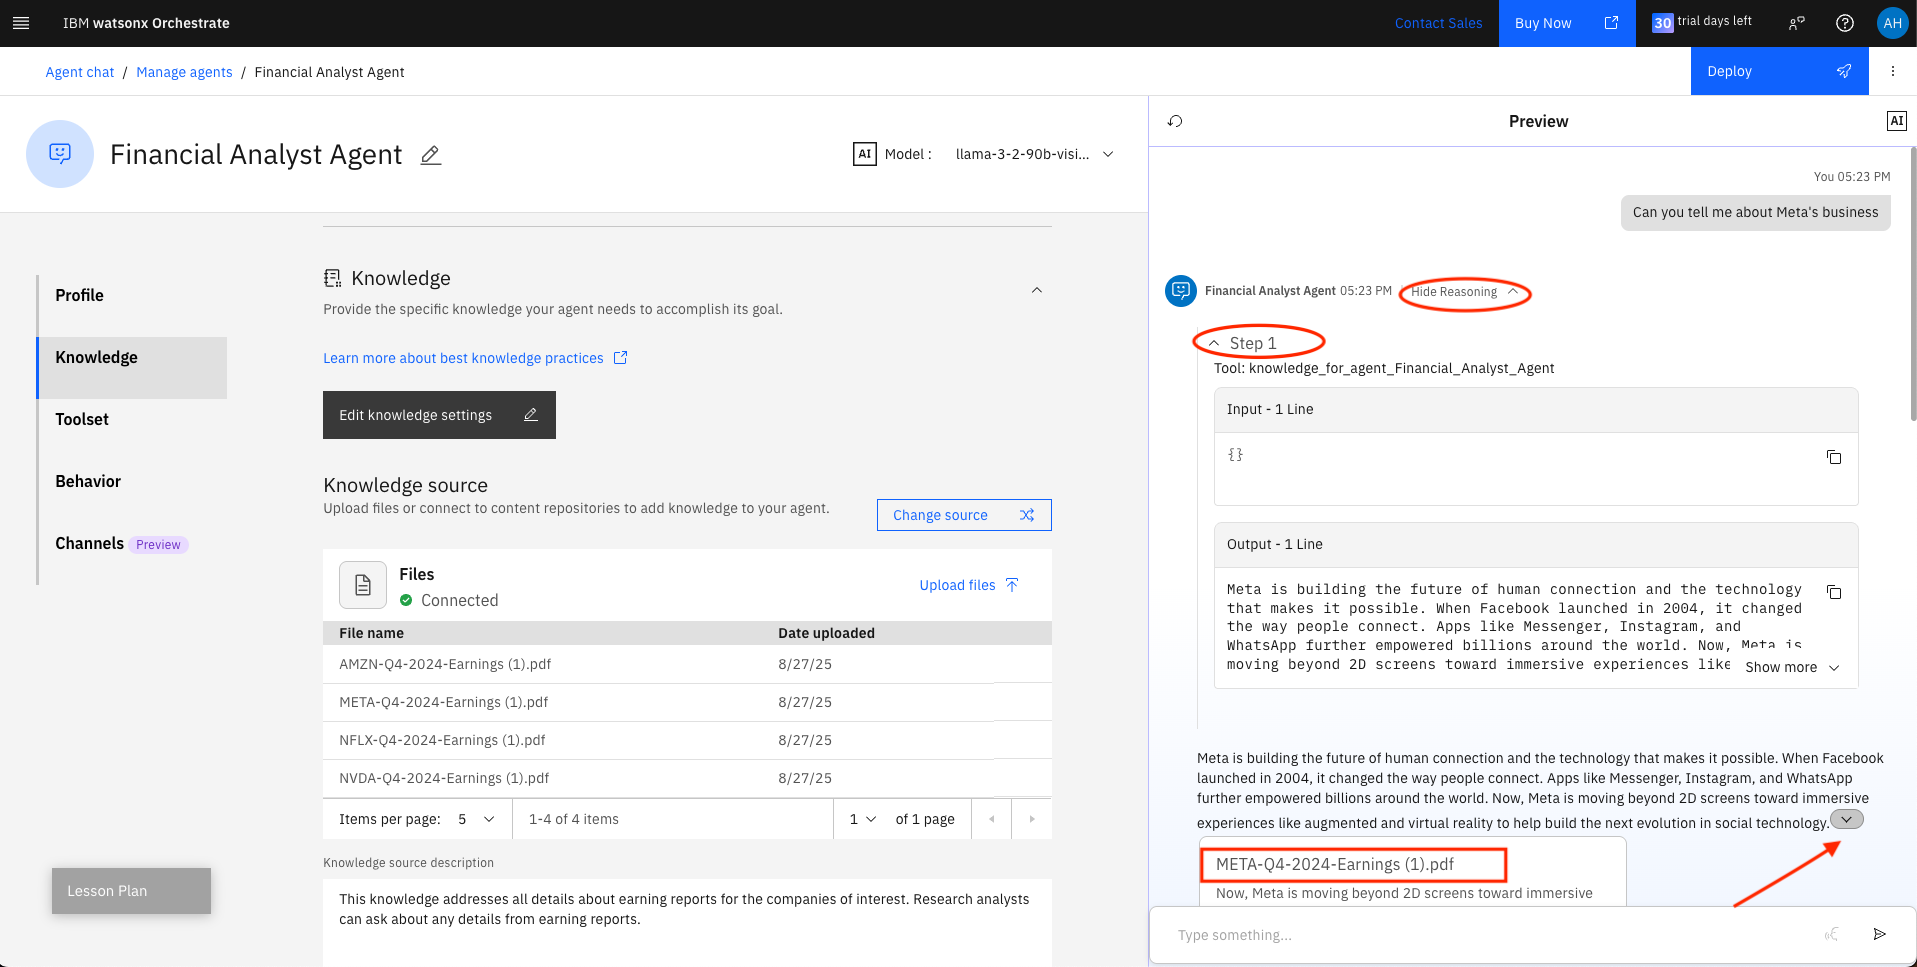 IBM watsonx Orchestrate
Contact Sales
Buy Now
30 trial days left
AH
Agent chat / Manage agents / Financial Analyst Agent
Deploy
Financial Analyst Agent
AI Model : llama-3-2-90b-visi...
Profile
Knowledge
Toolset
Behavior
Channels Preview
Lesson Plan
Knowledge
Provide the specific knowledge your agent needs to accomplish its goal.
Learn more about best knowledge practices
Edit knowledge settings
Knowledge source
Upload files or connect to content repositories to add knowledge to your agent.
Change source
Files
Connected
Upload files
File name Date uploaded
AMZN-Q4-2024-Earnings (1).pdf 8/27/25
META-Q4-2024-Earnings (1).pdf 8/27/25
NFLX-Q4-2024-Earnings (1).pdf 8/27/25
NVDA-Q4-2024-Earnings (1).pdf 8/27/25
Items per page: 5 1-4 of 4 items 1 of 1 page
Knowledge source description
This knowledge addresses all details about earning reports for the companies of interest. Research analysts
can ask about any details from earning reports.
Preview
AI
You 05:23 PM
Can you tell me about Meta's business
Financial Analyst Agent 05:23 PM Hide Reasoning
Step 1
Tool: knowledge_for_agent_Financial_Analyst_Agent
Input - 1 Line
{}
Output - 1 Line
Meta is building the future of human connection and the technology
that makes it possible. When Facebook launched in 2004, it changed
the way people connect. Apps like Messenger, Instagram, and
WhatsApp further empowered billions around the world. Now, Meta is
moving beyond 2D screens toward immersive experiences like
Show more
Meta is building the future of human connection and the technology that makes it possible. When Facebook
launched in 2004, it changed the way people connect. Apps like Messenger, Instagram, and WhatsApp
further empowered billions around the world. Now, Meta is moving beyond 2D screens toward immersive
experiences like augmented and virtual reality to help build the next evolution in social technology.
META-Q4-2024-Earnings (1).pdf
Now, Meta is moving beyond 2D screens toward immersive
Type something...